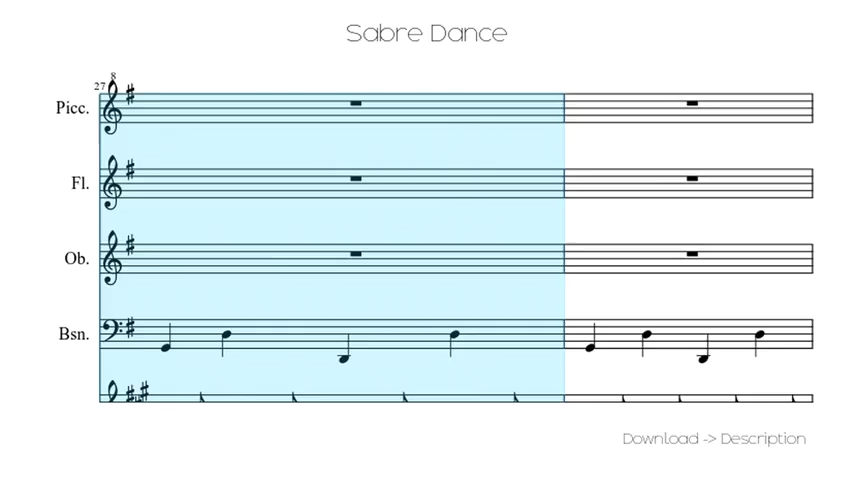 Sabre Dance
27
8
Picc.
Fl.
Ob.
Bsn.
Download -> Description